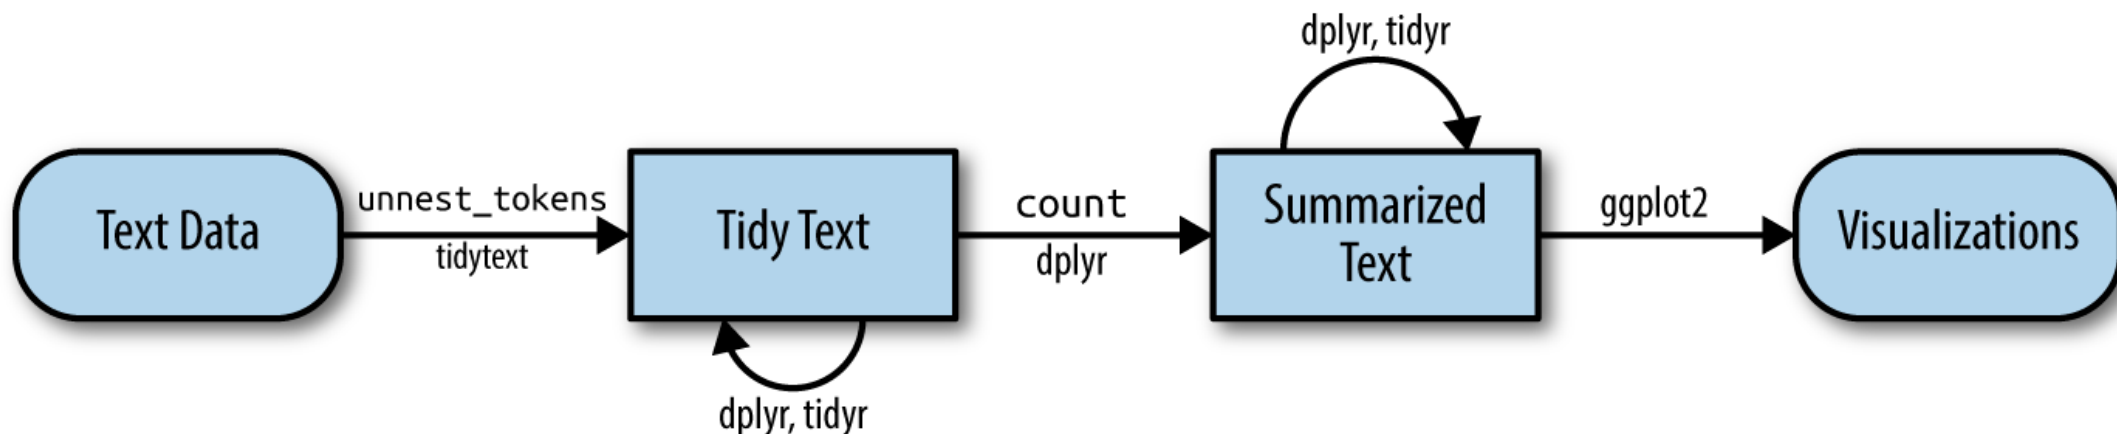 dplyr, tidyr
Text Data
unnest_tokens
tidytext
Tidy Text
count
dplyr
Summarized
Text
ggplot2
Visualizations
dplyr, tidyr